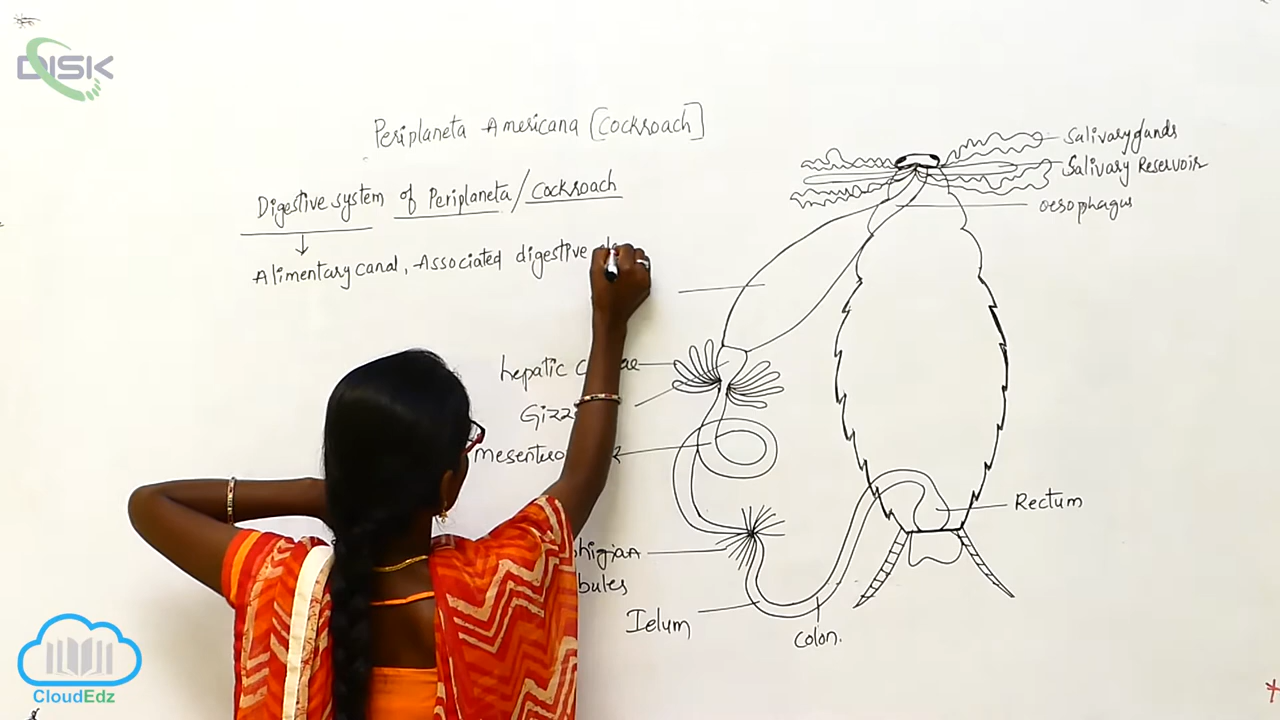 DISK
Periplaneta Americana [Cockroach]
Digestive system of Periplaneta/Cockroach
Alimentary canal, Associated digestive
Salivary glands
Salivary Reservoir
oesophagus
hepatic
Rectum
Ielum
colon.
CloudEdz